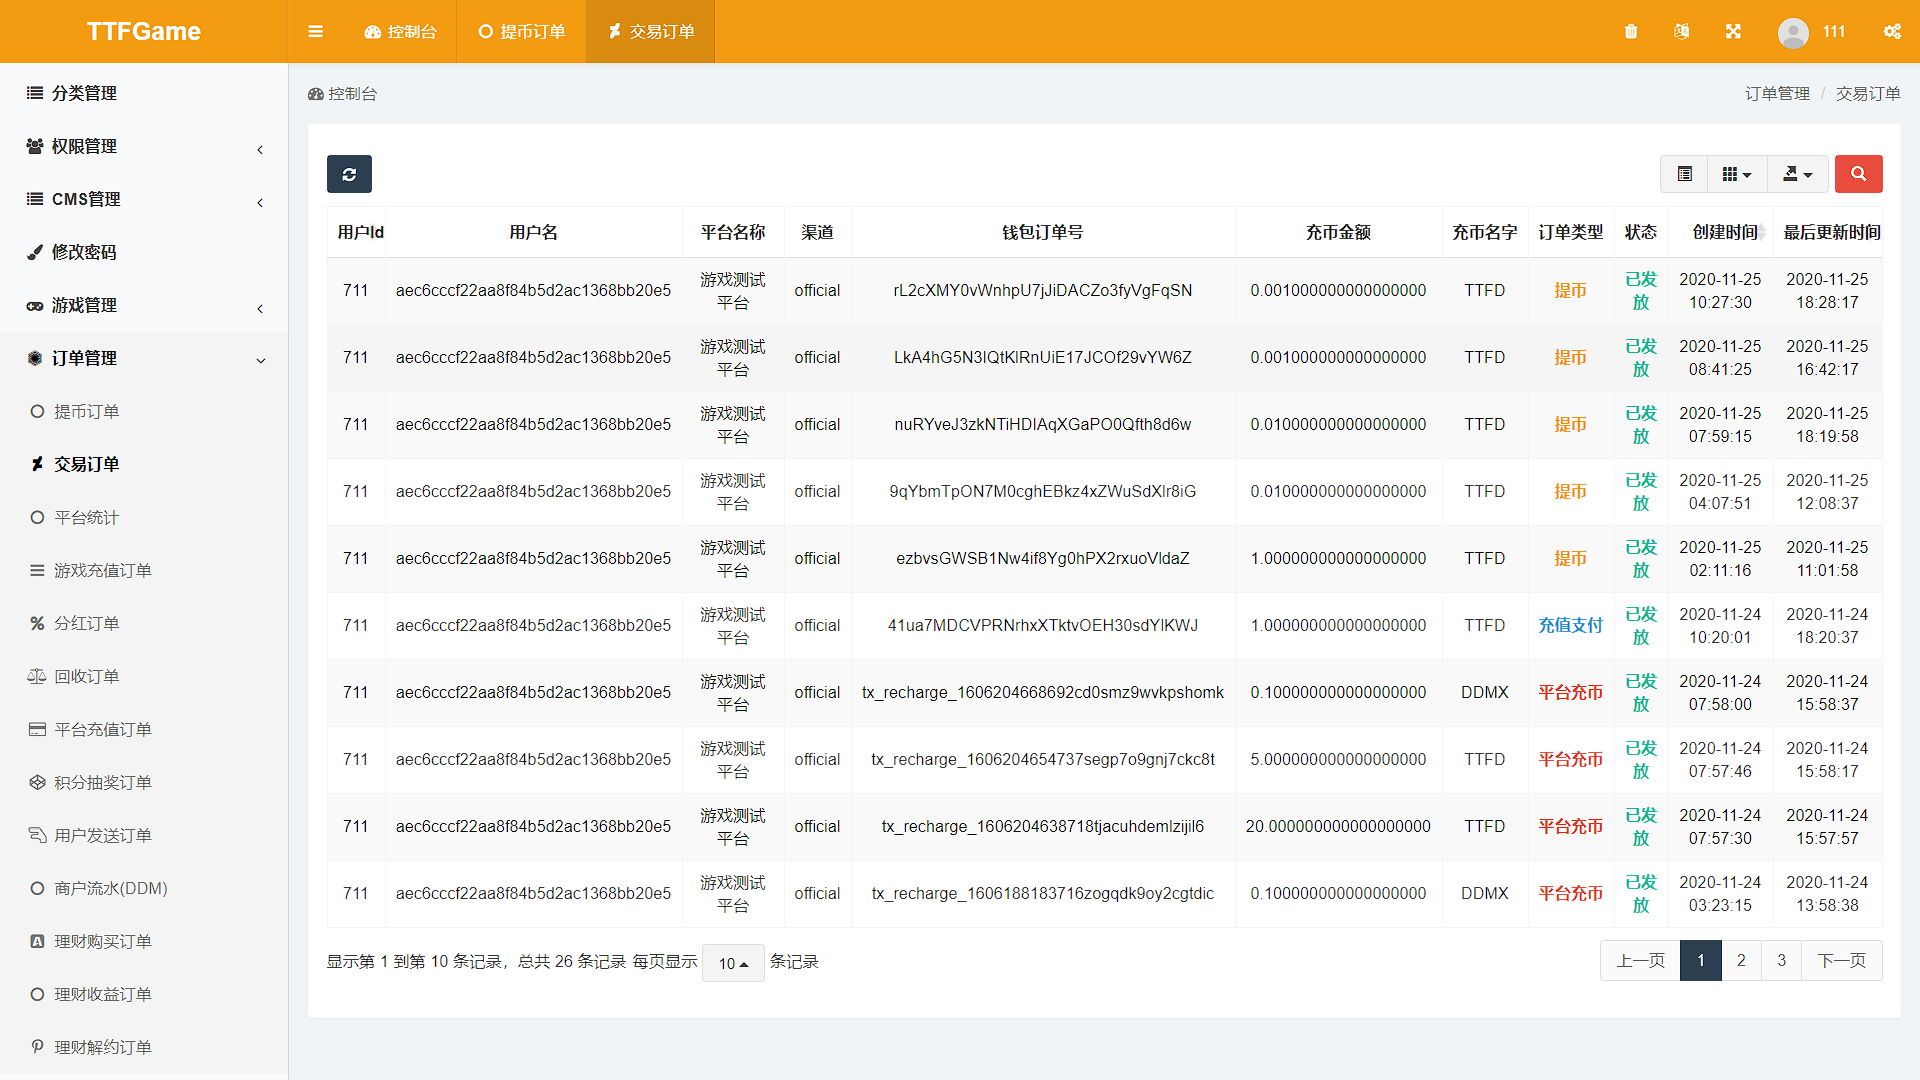 TTFGame
控制台
提币订单
交易订单
111
分类管理
权限管理
CMS管理
修改密码
游戏管理
订单管理
提币订单
交易订单
平台统计
游戏充值订单
分红订单
回收订单
平台充值订单
积分抽奖订单
用户发送订单
商户流水(DDM)
理财购买订单
理财收益订单
理财解约订单
控制台
订单管理 / 交易订单
用户Id 用户名 平台名称 渠道 钱包订单号 充币金额 充币名字 订单类型 状态 创建时间 最后更新时间
711 aec6cccf22aa8f84b5d2ac1368bb20e5 游戏测试平台 official rL2cXMY0vWnhpU7jJiDACZo3fyVgFqSN 0.001000000000000000 TTFD 提币 已发放 2020-11-25 10:27:30 2020-11-25 18:28:17
711 aec6cccf22aa8f84b5d2ac1368bb20e5 游戏测试平台 official LkA4hG5N3IQtKlRnUiE17JCOf29vYW6Z 0.001000000000000000 TTFD 提币 已发放 2020-11-25 08:41:25 2020-11-25 16:42:17
711 aec6cccf22aa8f84b5d2ac1368bb20e5 游戏测试平台 official nuRYveJ3zkNTiHDIAqXGaPO0Qfth8d6w 0.010000000000000000 TTFD 提币 已发放 2020-11-25 07:59:15 2020-11-25 18:19:58
711 aec6cccf22aa8f84b5d2ac1368bb20e5 游戏测试平台 official 9qYbmTpON7M0cghEBkz4xZWuSdXlr8iG 0.010000000000000000 TTFD 提币 已发放 2020-11-25 04:07:51 2020-11-25 12:08:37
711 aec6cccf22aa8f84b5d2ac1368bb20e5 游戏测试平台 official ezbvsGWSB1Nw4if8Yg0hPX2rxuoVldaZ 1.000000000000000000 TTFD 提币 已发放 2020-11-25 02:11:16 2020-11-25 11:01:58
711 aec6cccf22aa8f84b5d2ac1368bb20e5 游戏测试平台 official 41ua7MDCVPRNrhxXTktvOEH30sdYlKWJ 1.000000000000000000 TTFD 充值支付 已发放 2020-11-24 10:20:01 2020-11-24 18:20:37
711 aec6cccf22aa8f84b5d2ac1368bb20e5 游戏测试平台 official tx_recharge_1606204668692cd0smz9wvkpshomk 0.100000000000000000 DDMX 平台充币 已发放 2020-11-24 07:58:00 2020-11-24 15:58:37
711 aec6cccf22aa8f84b5d2ac1368bb20e5 游戏测试平台 official tx_recharge_1606204654737segp7o9gnj7ckc8t 5.000000000000000000 TTFD 平台充币 已发放 2020-11-24 07:57:46 2020-11-24 15:58:17
711 aec6cccf22aa8f84b5d2ac1368bb20e5 游戏测试平台 official tx_recharge_1606204638718tjacuhdemlzijil6 20.000000000000000000 TTFD 平台充币 已发放 2020-11-24 07:57:30 2020-11-24 15:57:57
711 aec6cccf22aa8f84b5d2ac1368bb20e5 游戏测试平台 official tx_recharge_1606188183716zogqdk9oy2cgtdic 0.100000000000000000 DDMX 平台充币 已发放 2020-11-24 03:23:15 2020-11-24 13:58:38
显示第 1 到第 10 条记录，总共 26 条记录 每页显示 10 条记录
上一页 1 2 3 下一页